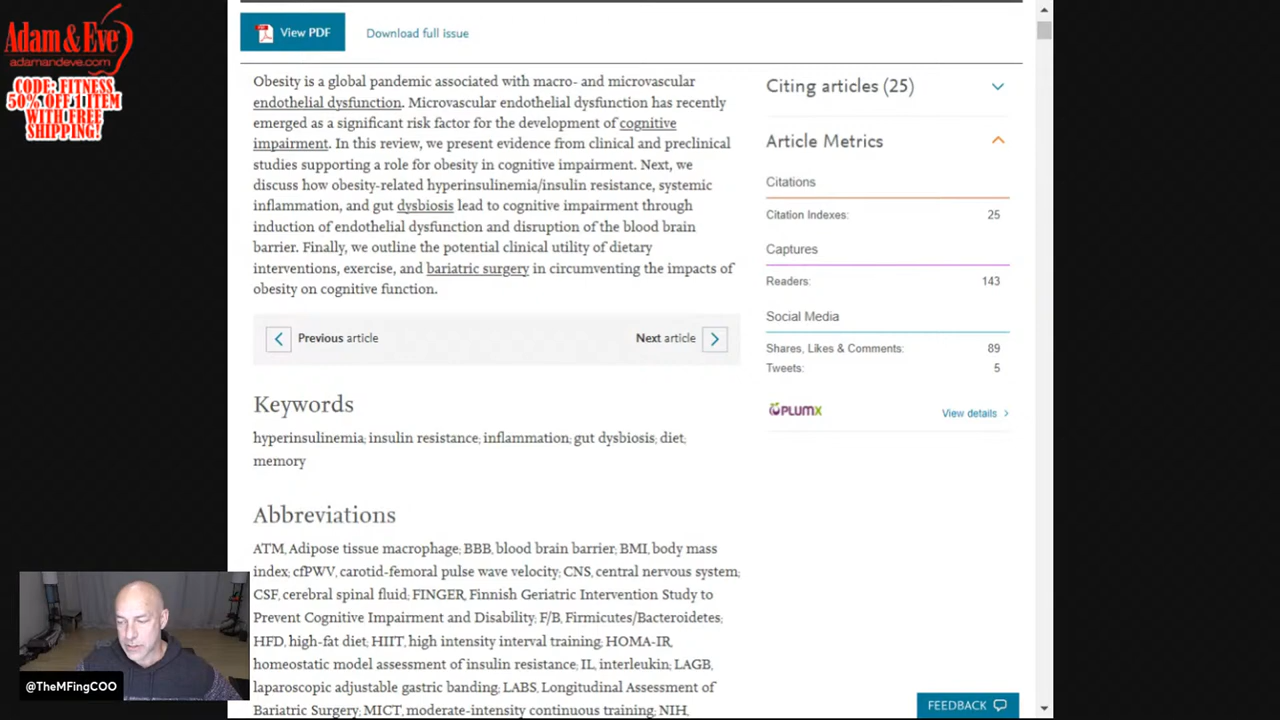 Adam & Eve
adamandeve.com
CODE: FITNESS
50% OFF 1 ITEM
WITH FREE
SHIPPING!
View PDF
Download full issue
Obesity is a global pandemic associated with macro- and microvascular
endothelial dysfunction. Microvascular endothelial dysfunction has recently
emerged as a significant risk factor for the development of cognitive
impairment. In this review, we present evidence from clinical and preclinical
studies supporting a role for obesity in cognitive impairment. Next, we
discuss how obesity-related hyperinsulinemia/insulin resistance, systemic
inflammation, and gut dysbiosis lead to cognitive impairment through
induction of endothelial dysfunction and disruption of the blood brain
barrier. Finally, we outline the potential clinical utility of dietary
interventions, exercise, and bariatric surgery in circumventing the impacts of
obesity on cognitive function.
Previous article
Next article
Keywords
hyperinsulinemia; insulin resistance; inflammation; gut dysbiosis; diet;
memory
Abbreviations
ATM, Adipose tissue macrophage; BBB, blood brain barrier; BMI, body mass
index; cfPWV, carotid-femoral pulse wave velocity; CNS, central nervous system;
CSF, cerebral spinal fluid; FINGER, Finnish Geriatric Intervention Study to
Prevent Cognitive Impairment and Disability; F/B, Firmicutes/Bacteroidetes;
HFD, high-fat diet; HIIT, high intensity interval training; HOMA-IR,
homeostatic model assessment of insulin resistance; IL, interleukin; LAGB,
laparoscopic adjustable gastric banding; LABS, Longitudinal Assessment of
Bariatric Surgery; MICT, moderate-intensity continuous training; NIH,
Citing articles (25)
Article Metrics
Citations
Citation Indexes: 25
Captures
Readers: 143
Social Media
Shares, Likes & Comments: 89
Tweets: 5
PLUMX
View details
FEEDBACK
@TheMFingCOO